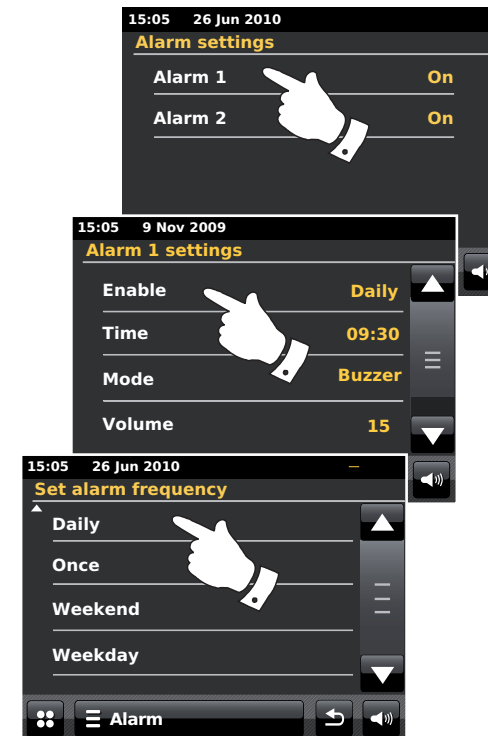 15:05 26 Jun 2010
Alarm settings
Alarm 1 On
Alarm 2 On
15:05 9 Nov 2009
Alarm 1 settings
Enable Daily
Time 09:30
Mode Buzzer
Volume 15
15:05 26 Jun 2010
Set alarm frequency
Daily
Once
Weekend
Weekday
Alarm